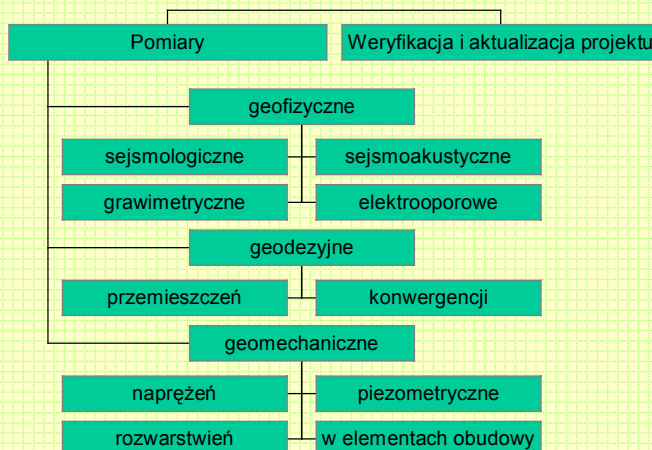 Pomiary
Weryfikacja i aktualizacja projektu
geofizyczne
sejsmologiczne
sejsmoakustyczne
grawimetryczne
elektrooporowe
geodezyjne
przemieszczeń
konwergencji
geomechaniczne
naprężeń
piezometryczne
rozwarstwień
w elementach obudowy